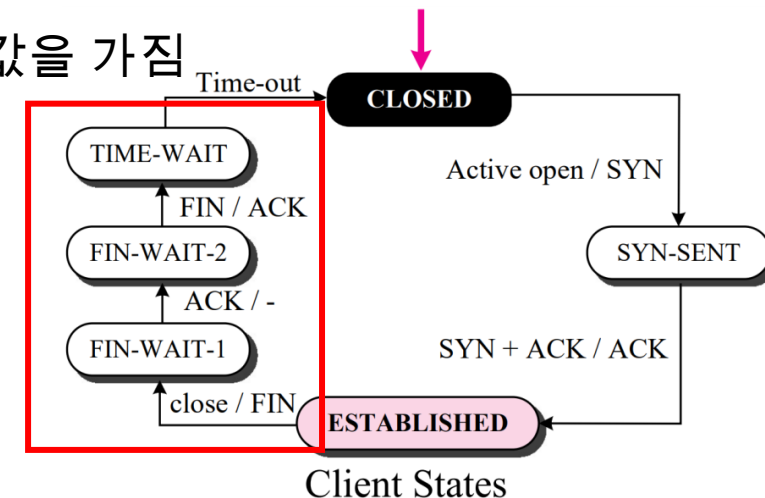 값을 가짐
Time-out
CLOSED
TIME-WAIT
Active open / SYN
FIN / ACK
FIN-WAIT-2
SYN-SENT
ACK / -
FIN-WAIT-1
SYN + ACK / ACK
close / FIN
ESTABLISHED
Client States